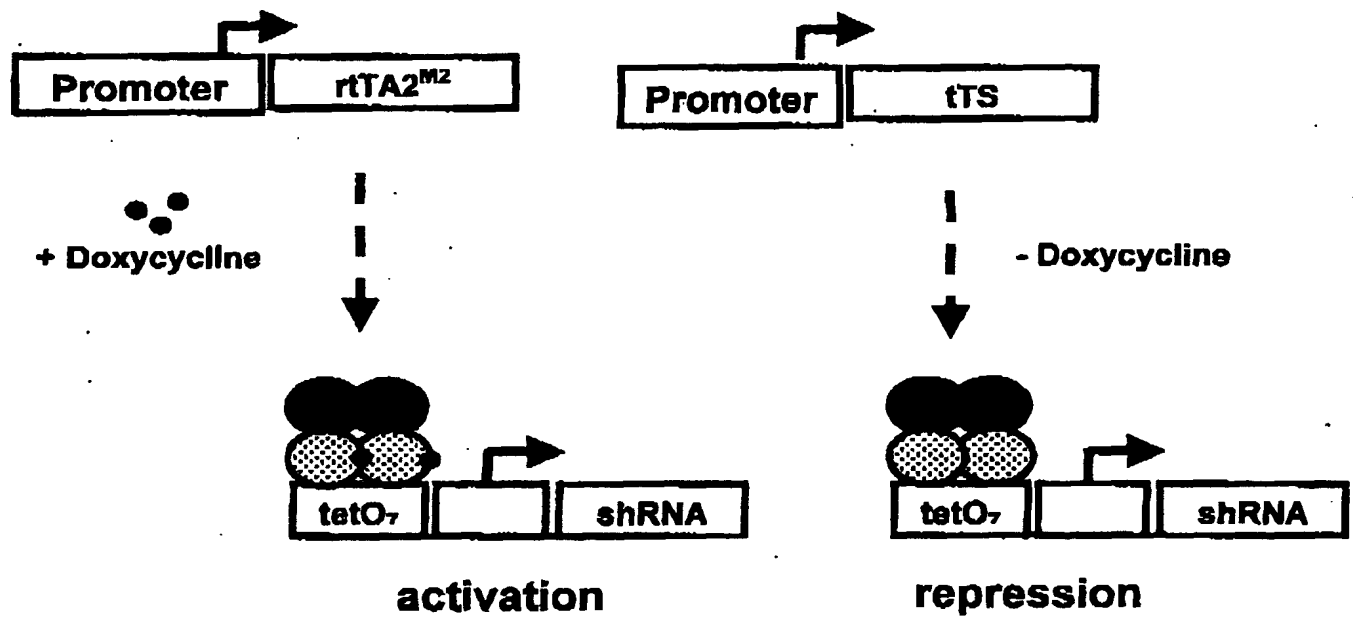 Promoter
rtTA2ᴹ²
Promoter
tTS
+ Doxycycline
- Doxycycline
tetO₇
shRNA
tetO₇
shRNA
activation
repression